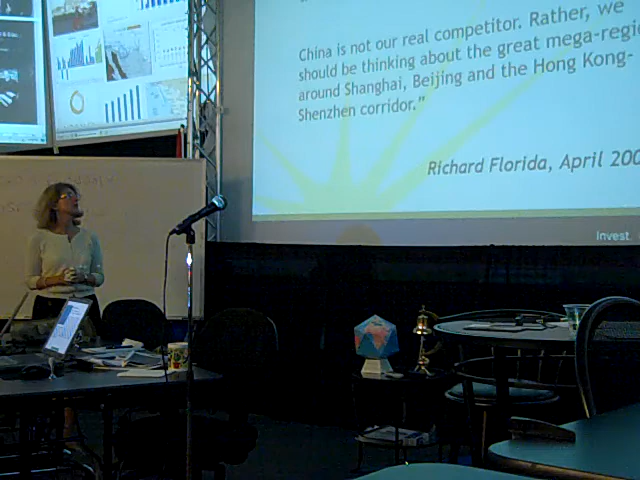 China is not our real competitor. Rather, we
should be thinking about the great mega-regi
around Shanghai, Beijing and the Hong Kong-
Shenzhen corridor."
Richard Florida, April 200
Invest.